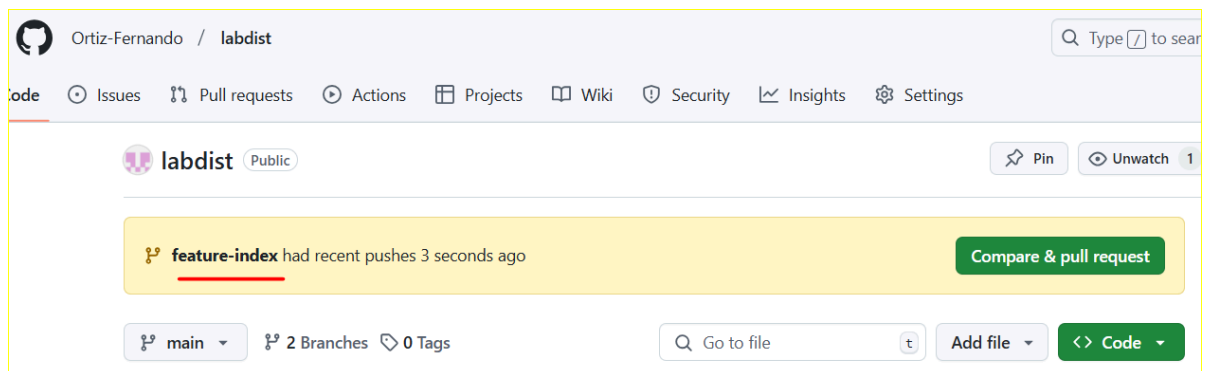 Ortiz-Fernando / labdist Type / to sear
Code Issues Pull requests Actions Projects Wiki Security Insights Settings
labdist Public Pin Unwatch 1
feature-index had recent pushes 3 seconds ago Compare & pull request
main 2 Branches 0 Tags Go to file t Add file Code